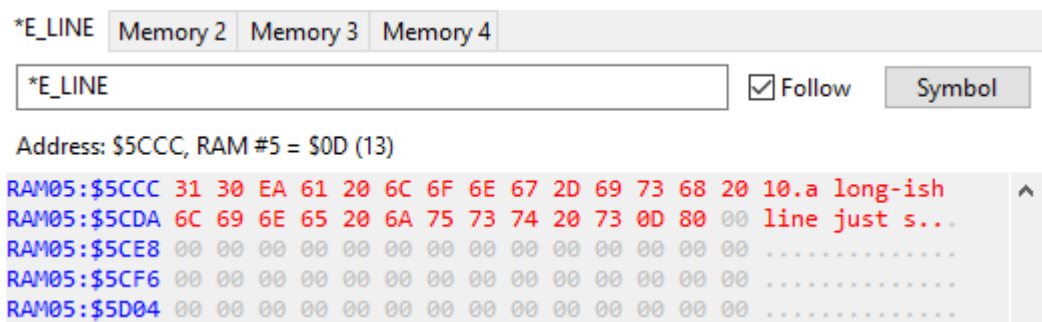 *E_LINE Memory 2 Memory 3 Memory 4
*E_LINE Follow Symbol
Address: $5CCC, RAM #5 = $0D (13)
RAM05:$5CCC 31 30 EA 61 20 6C 6F 6E 67 2D 69 73 68 20 10.a long-ish
RAM05:$5CDA 6C 69 6E 65 20 6A 75 73 74 20 73 0D 80 00 line just s...
RAM05:$5CE8 00 00 00 00 00 00 00 00 00 00 00 00 00 00 ..............
RAM05:$5CF6 00 00 00 00 00 00 00 00 00 00 00 00 00 00 ..............
RAM05:$5D04 00 00 00 00 00 00 00 00 00 00 00 00 00 00 ..............